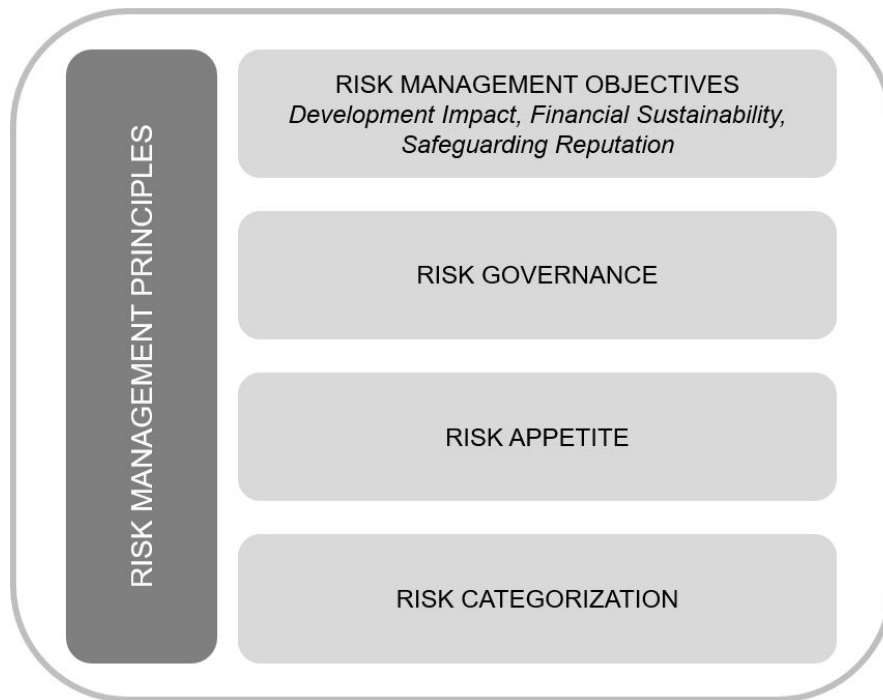 RISK MANAGEMENT PRINCIPLES
RISK MANAGEMENT OBJECTIVES
Development Impact, Financial Sustainability,
Safeguarding Reputation
RISK GOVERNANCE
RISK APPETITE
RISK CATEGORIZATION